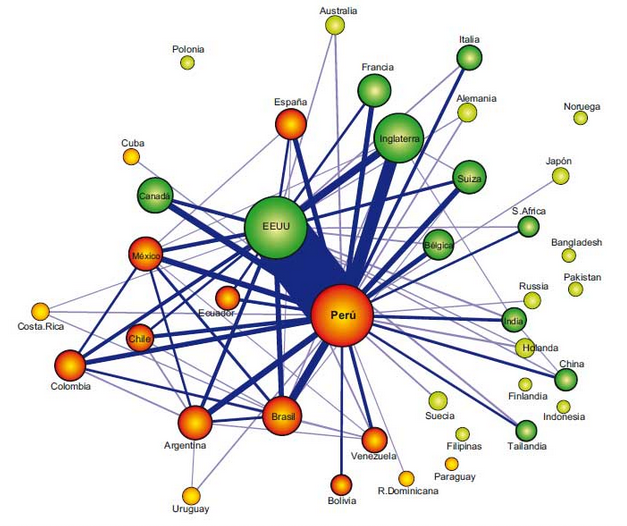 Australia
Polonia
Italia
Francia
España
Alemania
Noruega
Inglaterra
Cuba
Japón
Canadá
Suiza
EEUU
S.Africa
Bélgica
México
Bangladesh
Pakistan
Ecuador
Russia
Costa.Rica
Perú
India
Chile
Holanda
China
Colombia
Finlandia
Indonesia
Brasil
Suecia
Argentina
Filipinas
Tailandia
Venezuela
Paraguay
Bolivia
R.Dominicana
Uruguay